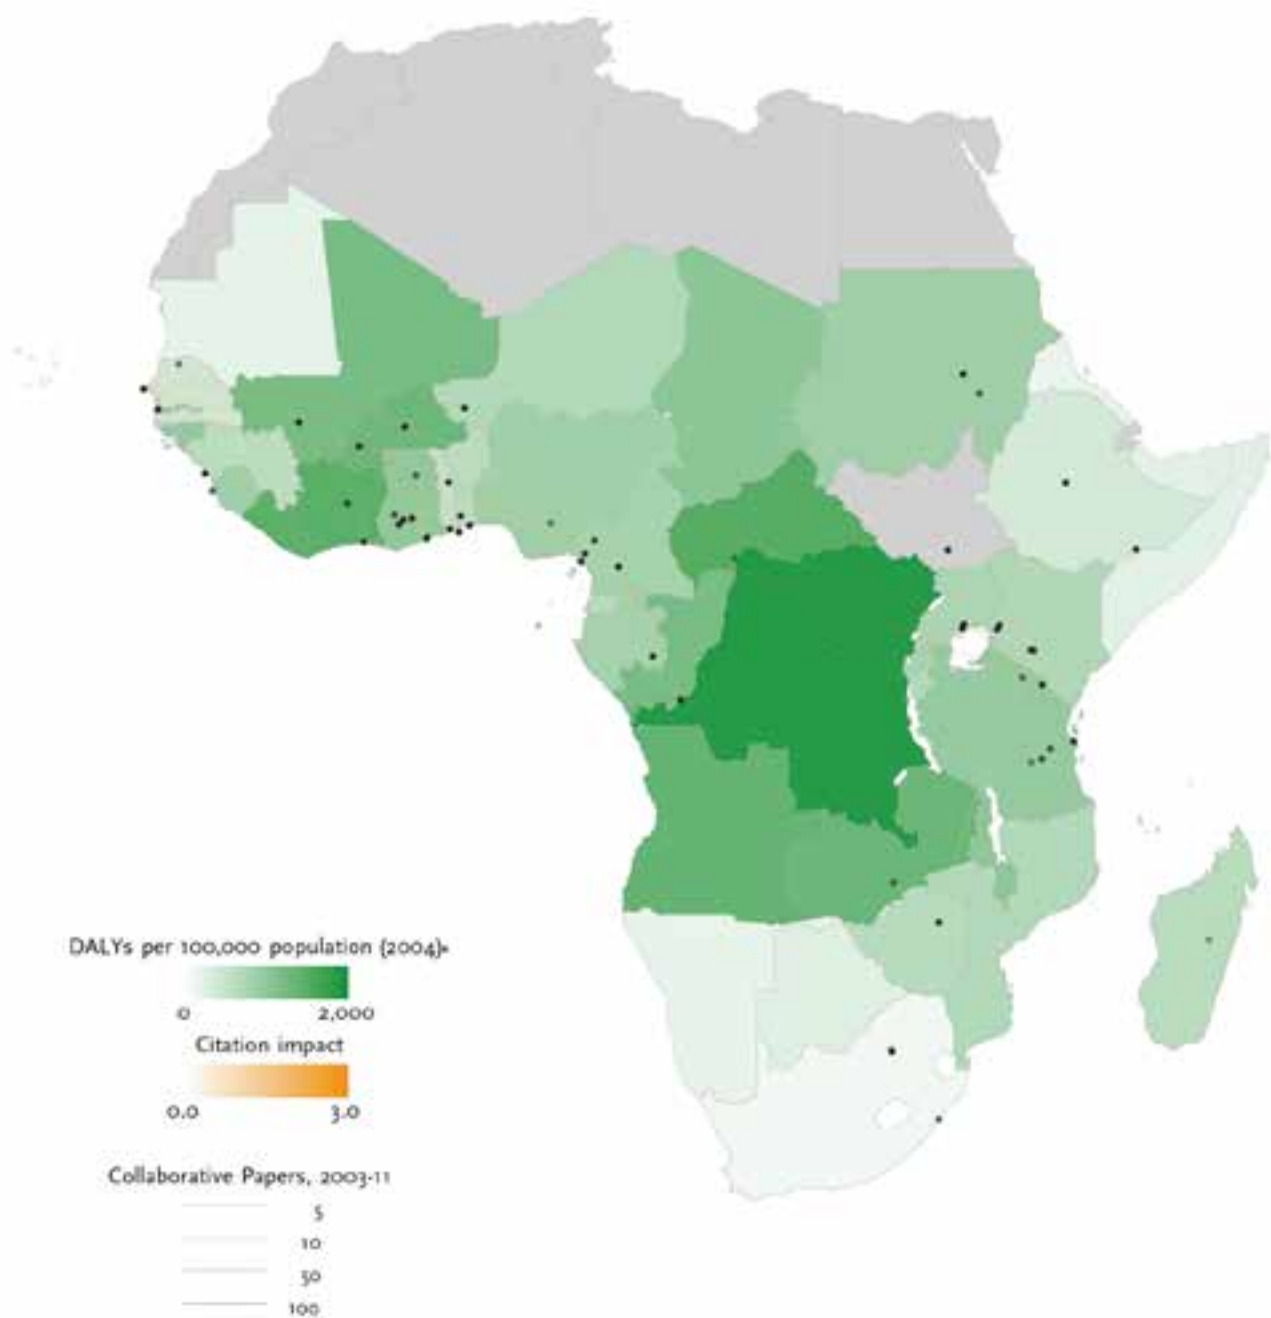 DALYs per 100,000 population (2004)*
0 2,000
Citation impact
0.0 3.0
Collaborative Papers, 2003-11
5
10
50
100